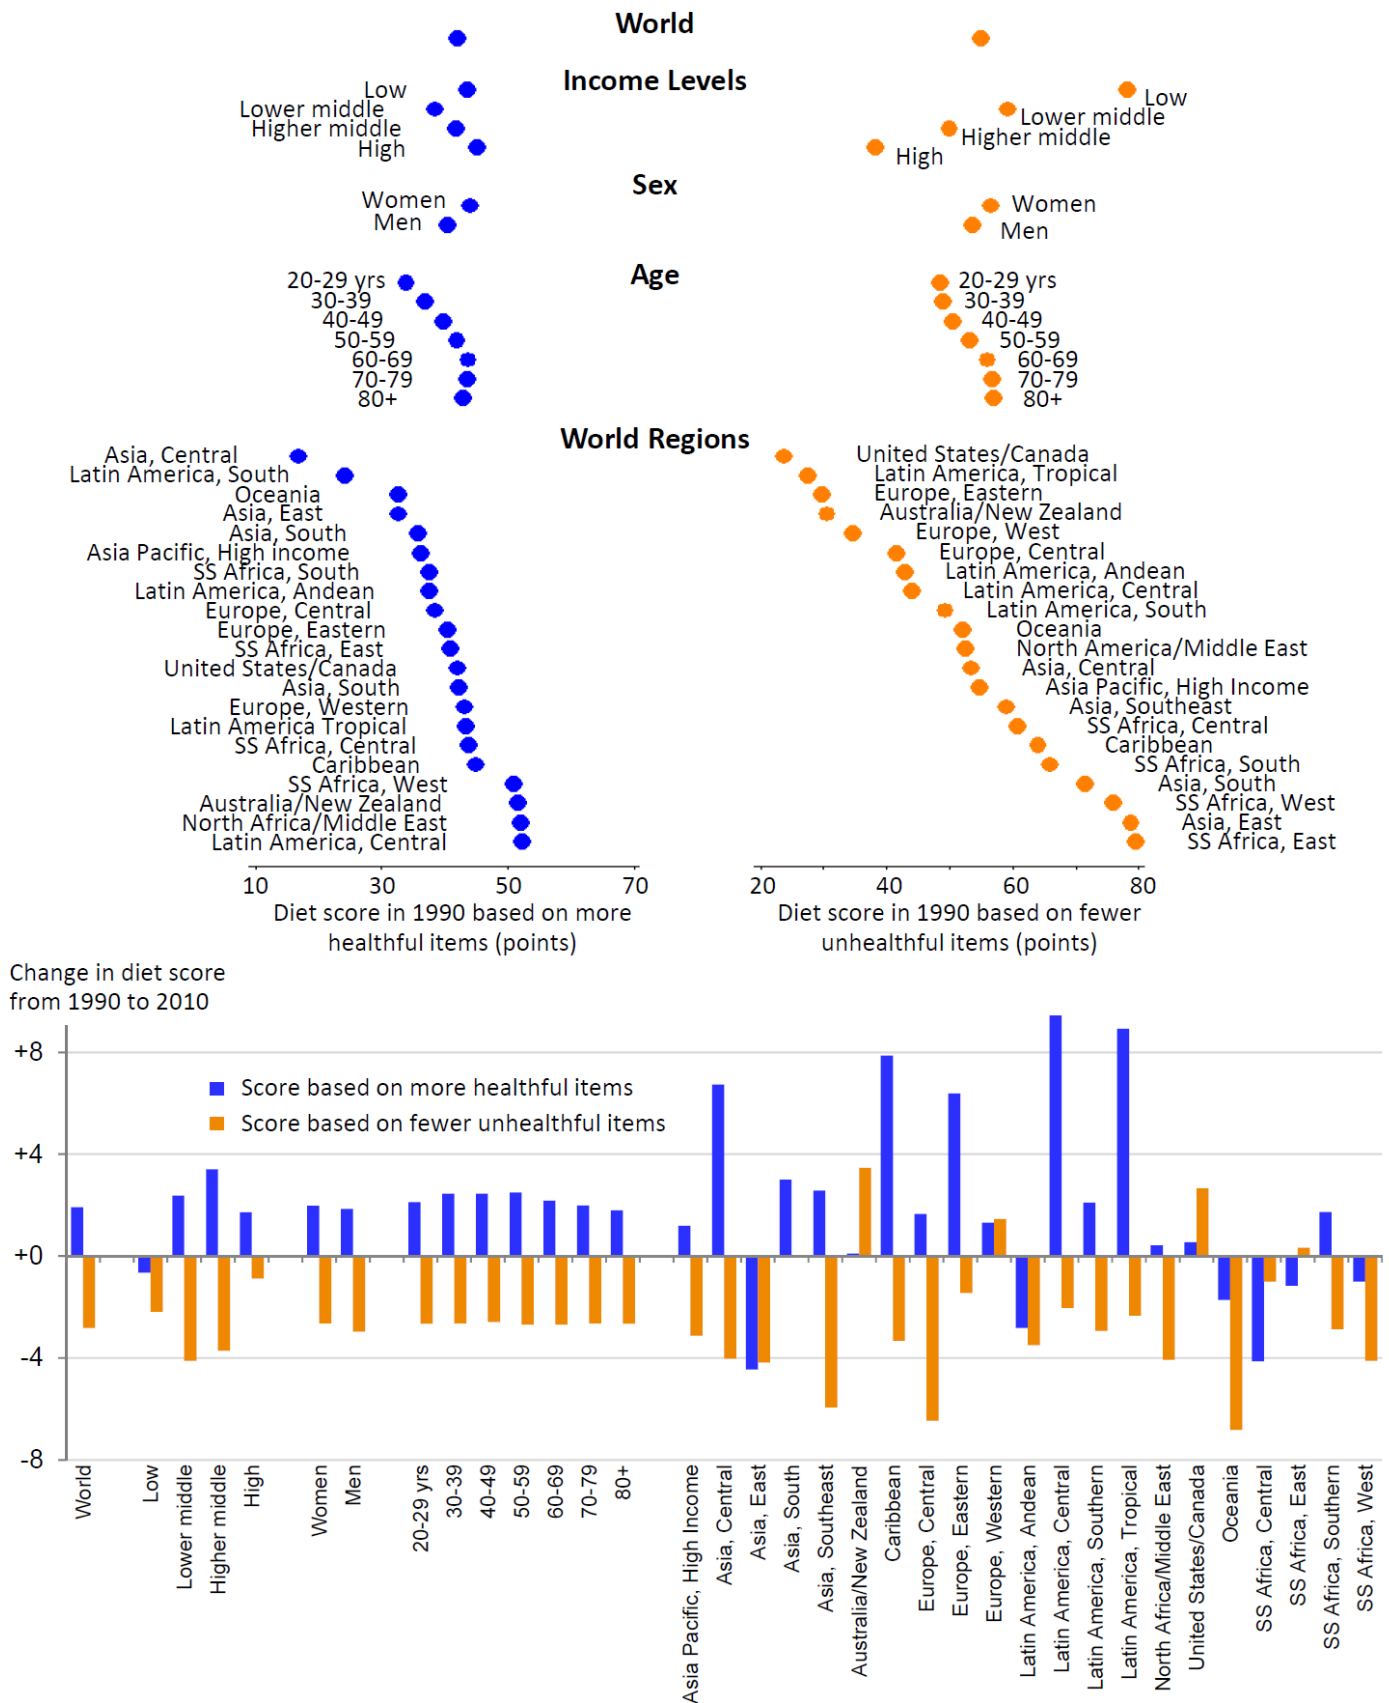 World
Income Levels
Low
Lower middle
Higher middle
High
Low
Lower middle
Higher middle
High
Sex
Women
Men
Women
Men
Age
20-29 yrs
30-39
40-49
50-59
60-69
70-79
80+
20-29 yrs
30-39
40-49
50-59
60-69
70-79
80+
World Regions
Asia, Central
Latin America, South
Oceania
Asia, East
Asia, South
Asia Pacific, High income
SS Africa, South
Latin America, Andean
Europe, Central
Europe, Eastern
SS Africa, East
United States/Canada
Asia, South
Europe, Western
Latin America Tropical
SS Africa, Central
Caribbean
SS Africa, West
Australia/New Zealand
North Africa/Middle East
Latin America, Central
United States/Canada
Latin America, Tropical
Europe, Eastern
Australia/New Zealand
Europe, West
Europe, Central
Latin America, Andean
Latin America, Central
Latin America, South
Oceania
North America/Middle East
Asia, Central
Asia Pacific, High Income
Asia, Southeast
SS Africa, Central
Caribbean
SS Africa, South
Asia, South
SS Africa, West
Asia, East
SS Africa, East
10 30 50 70
Diet score in 1990 based on more
healthful items (points)
20 40 60 80
Diet score in 1990 based on fewer
unhealthful items (points)
Change in diet score
from 1990 to 2010
+8
+4
+0
-4
-8
Score based on more healthful items
Score based on fewer unhealthful items
World
Low
Lower middle
Higher middle
High
Women
Men
20-29 yrs
30-39
40-49
50-59
60-69
70-79
80+
Asia Pacific, High Income
Asia, Central
Asia, East
Asia, South
Asia, Southeast
Australia/New Zealand
Caribbean
Europe, Central
Europe, Eastern
Europe, Western
Latin America, Andean
Latin America, Central
Latin America, Southern
Latin America, Tropical
North Africa/Middle East
United States/Canada
Oceania
SS Africa, Central
SS Africa, East
SS Africa, Southern
SS Africa, West